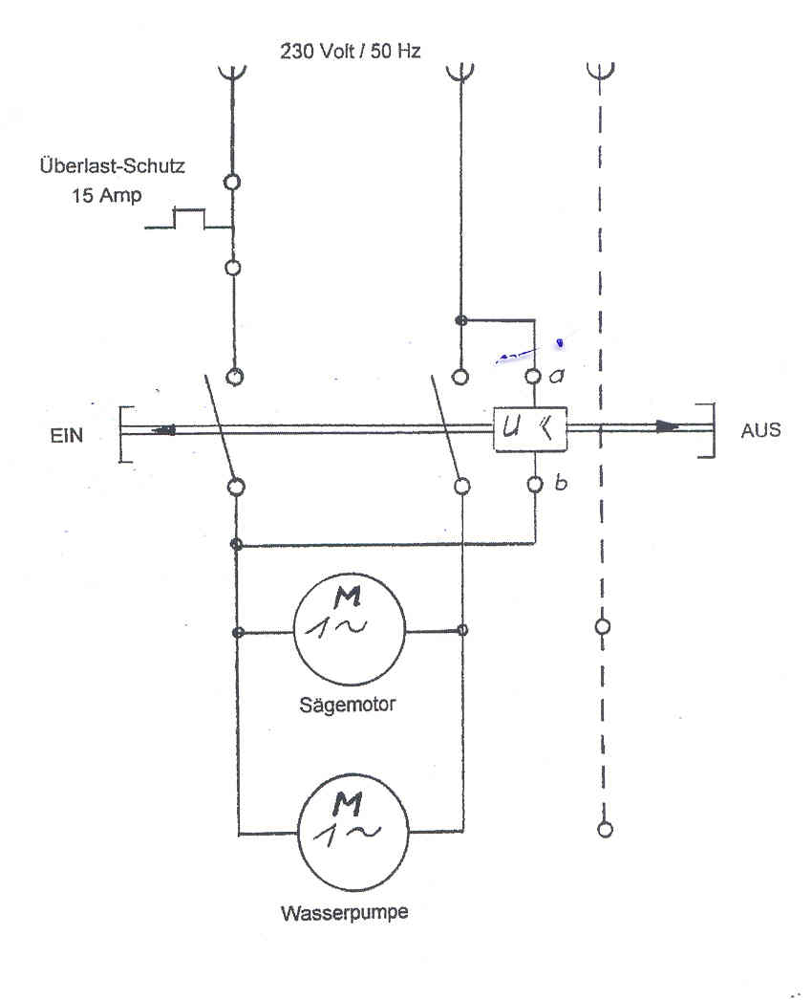 230 Volt / 50 Hz
Überlast-Schutz
15 Amp
a
EIN
U <
AUS
b
M
1~
Sägemotor
M
1~
Wasserpumpe